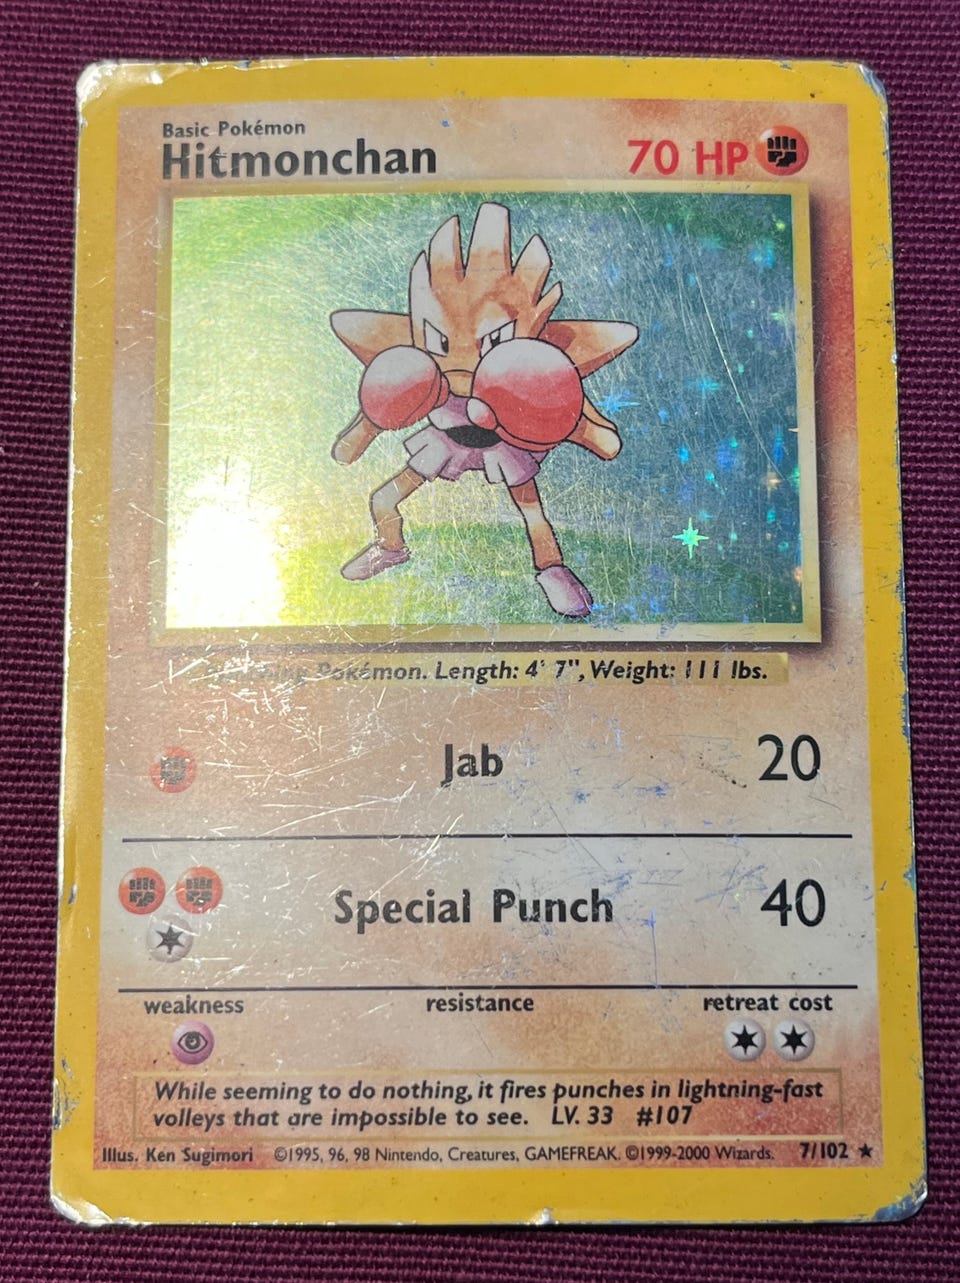 Basic Pokémon
Hitmonchan
70 HP
Pokémon. Length: 4' 7", Weight: 111 lbs.
Jab 20
Special Punch 40
weakness resistance retreat cost
While seeming to do nothing, it fires punches in lightning-fast
volleys that are impossible to see. LV. 33 #107
Illus. Ken Sugimori ©1995, 96, 98 Nintendo, Creatures, GAMEFREAK. ©1999-2000 Wizards. 7/102 ★